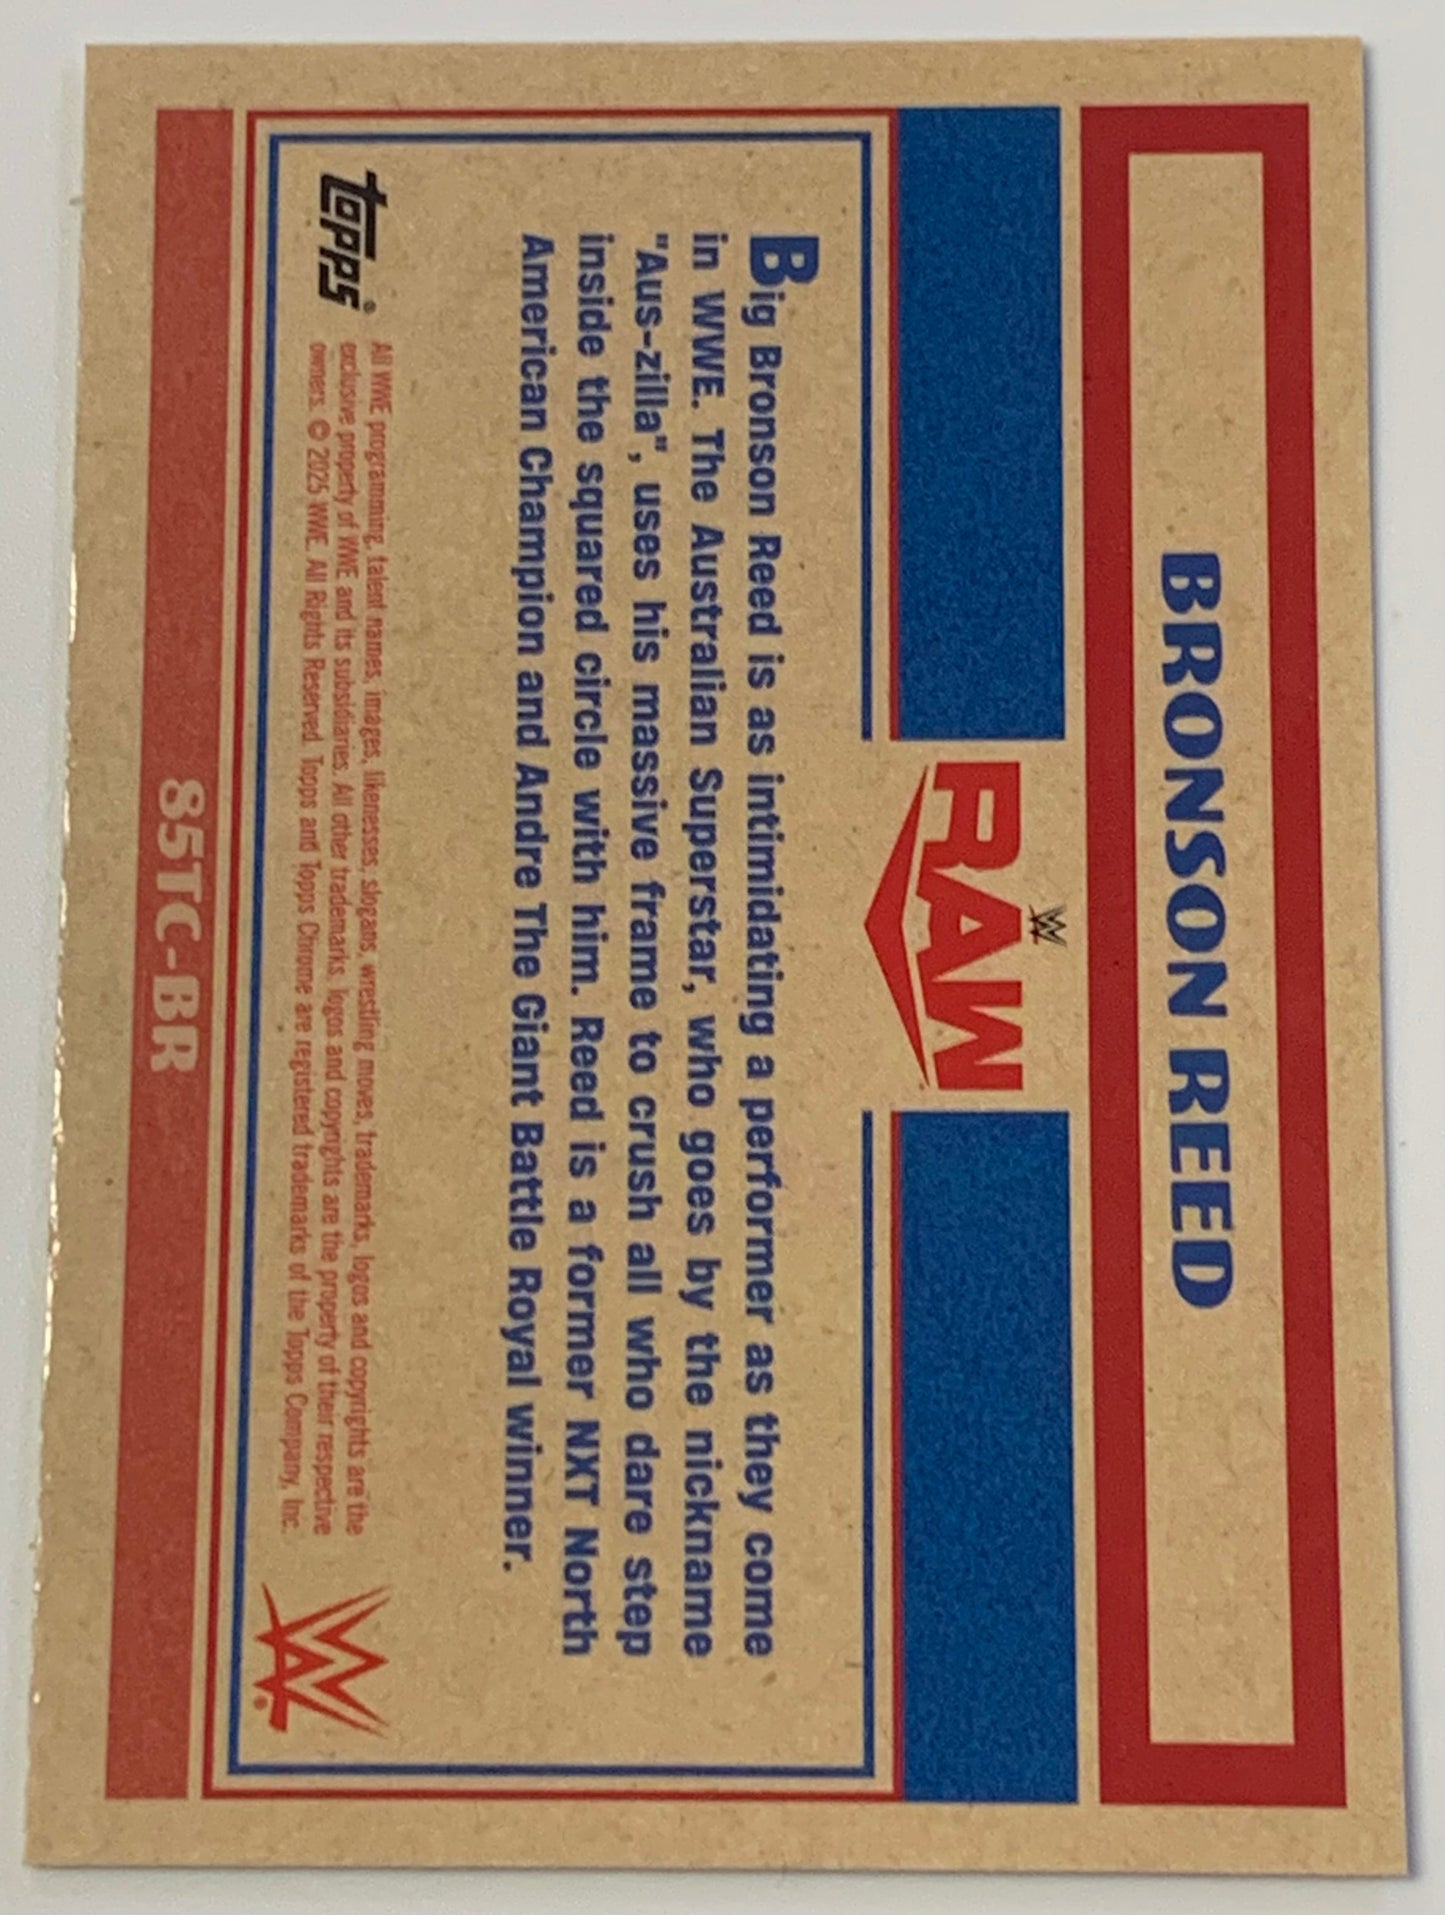 BRONSON REED
W
RAW
Big Bronson Reed is as intimidating a performer as they come
in WWE. The Australian Superstar, who goes by the nickname
"Aus-zilla", uses his massive frame to crush all who dare step
inside the squared circle with him. Reed is a former NXT North
American Champion and Andre The Giant Battle Royal winner.
topps®
All WWE programming, talent names, images, likenesses, slogans, wrestling moves, trademarks, logos and copyrights are the
exclusive property of WWE and its subsidiaries. All other trademarks, logos and copyrights are the property of their respective
owners. © 2025 WWE. All Rights Reserved. Topps and Topps Chrome are registered trademarks of the Topps Company, Inc.
W®
85TC-BR